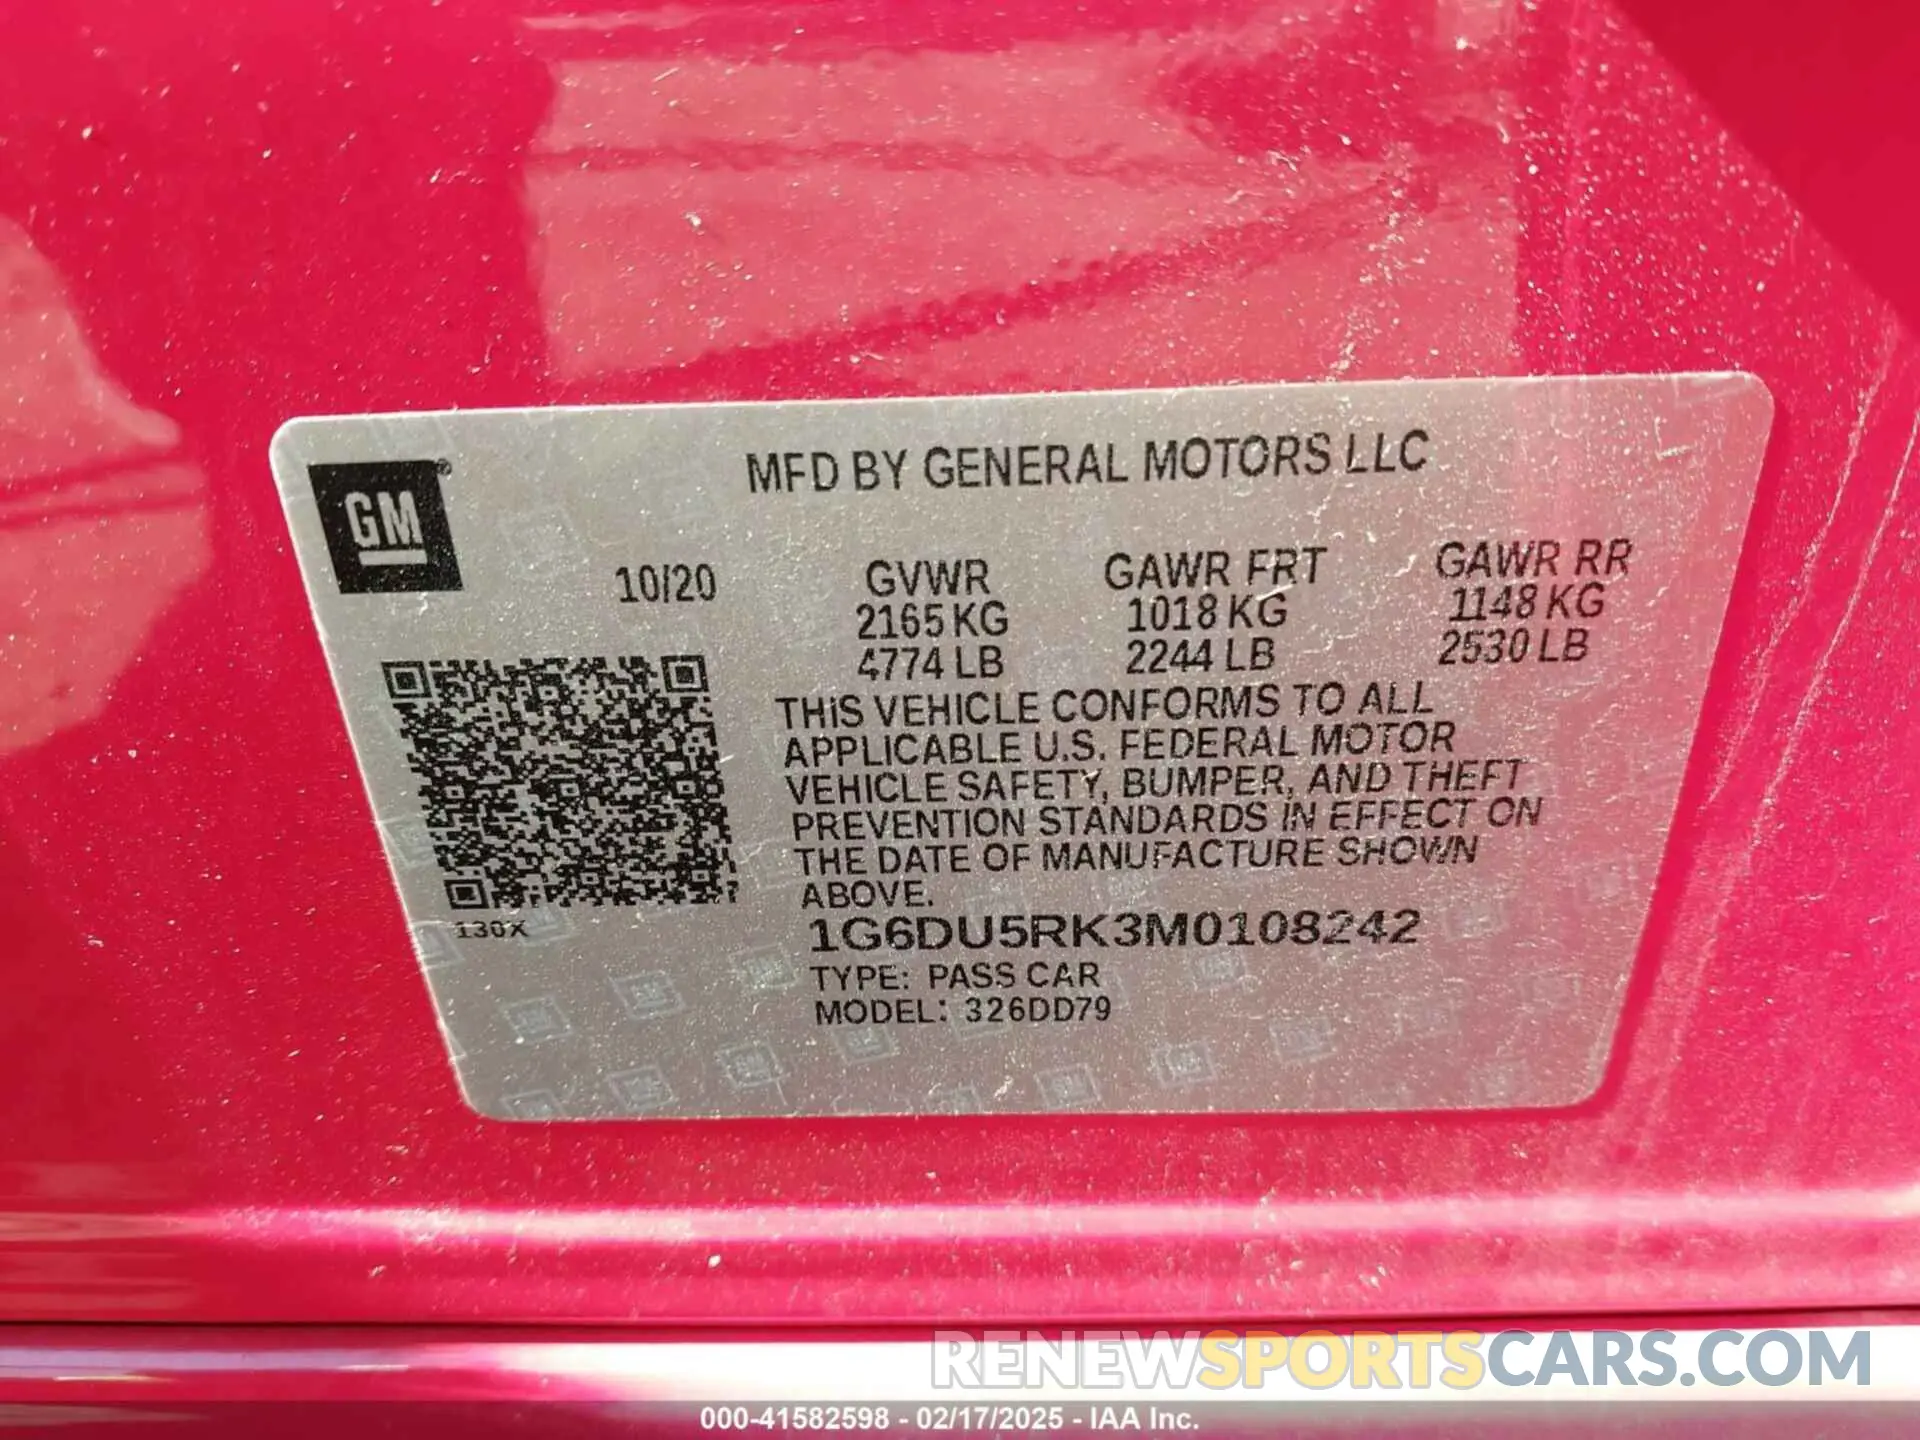 MFD BY GENERAL MOTORS LLC
GM®
10/20 GVWR GAWR FRT GAWR RR
2165 KG 1018 KG 1148 KG
4774 LB 2244 LB 2530 LB
THIS VEHICLE CONFORMS TO ALL
APPLICABLE U.S. FEDERAL MOTOR
VEHICLE SAFETY, BUMPER, AND THEFT
PREVENTION STANDARDS IN EFFECT ON
THE DATE OF MANUFACTURE SHOWN
ABOVE.
130X
1G6DU5RK3M0108242
TYPE: PASS CAR
MODEL: 326DD79
RENEWSPORTSCARS.COM
000-41582598 - 02/17/2025 - IAA Inc.